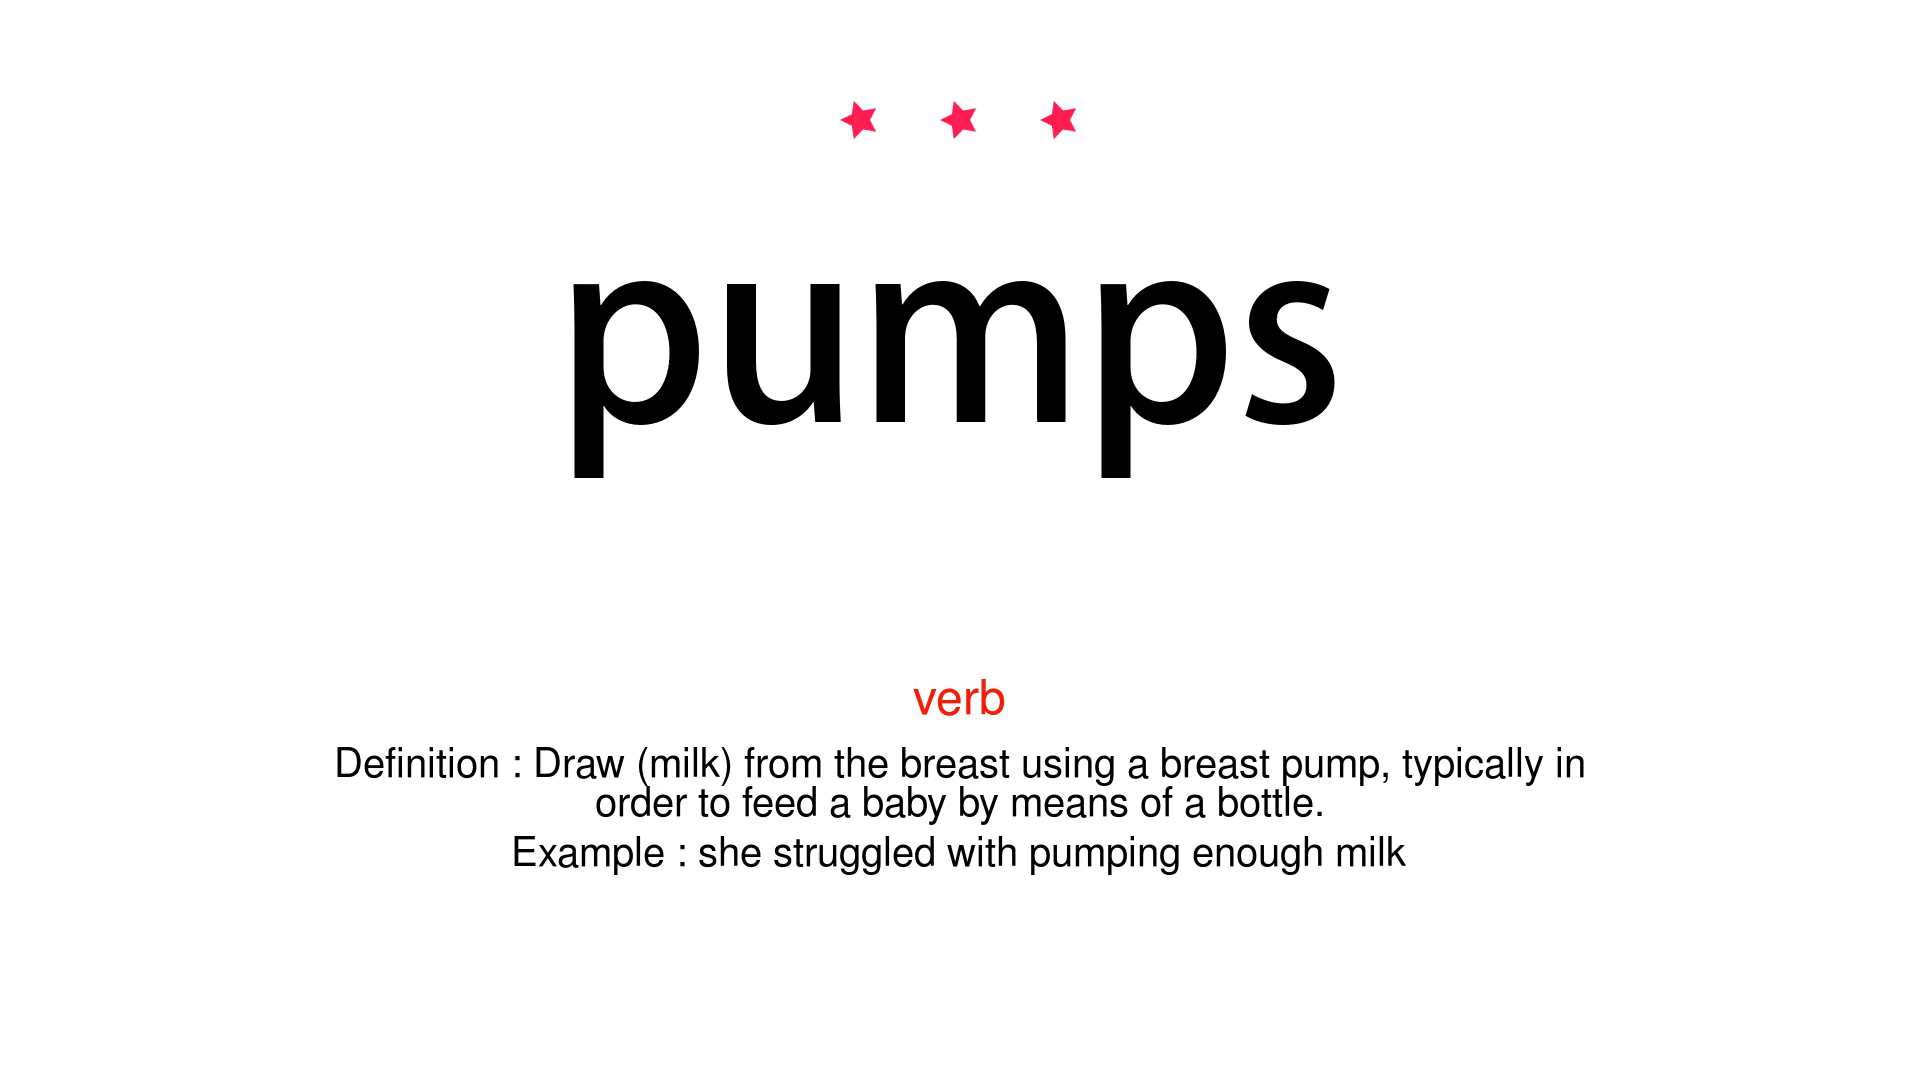 pumps
verb
Definition : Draw (milk) from the breast using a breast pump, typically in
order to feed a baby by means of a bottle.
Example : she struggled with pumping enough milk